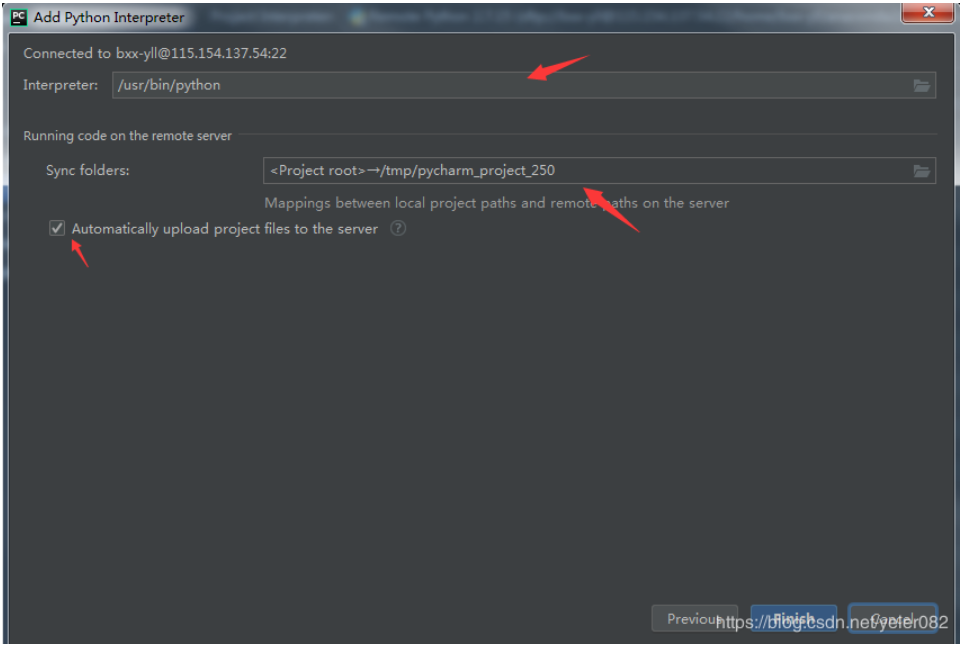 PC Add Python Interpreter
Connected to bxx-yll@115.154.137.54:22
Interpreter: /usr/bin/python
Running code on the remote server
Sync folders: <Project root>→/tmp/pycharm_project_250
Mappings between local project paths and remote paths on the server
Automatically upload project files to the server ?
Previous Finish Cancel
https://blog.csdn.net/yeler082